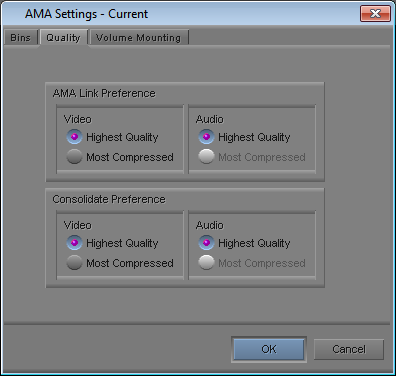 AMA Settings - Current
Bins Quality Volume Mounting
AMA Link Preference
Video Audio
Highest Quality Highest Quality
Most Compressed Most Compressed
Consolidate Preference
Video Audio
Highest Quality Highest Quality
Most Compressed Most Compressed
OK Cancel